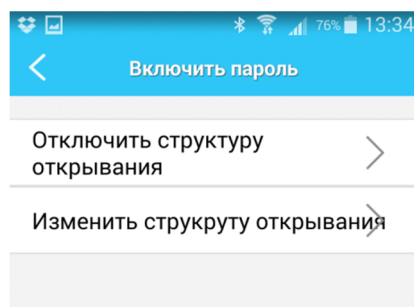 76% 13:34
Включить пароль
Отключить структуру
открывания
Изменить струкруту открывания